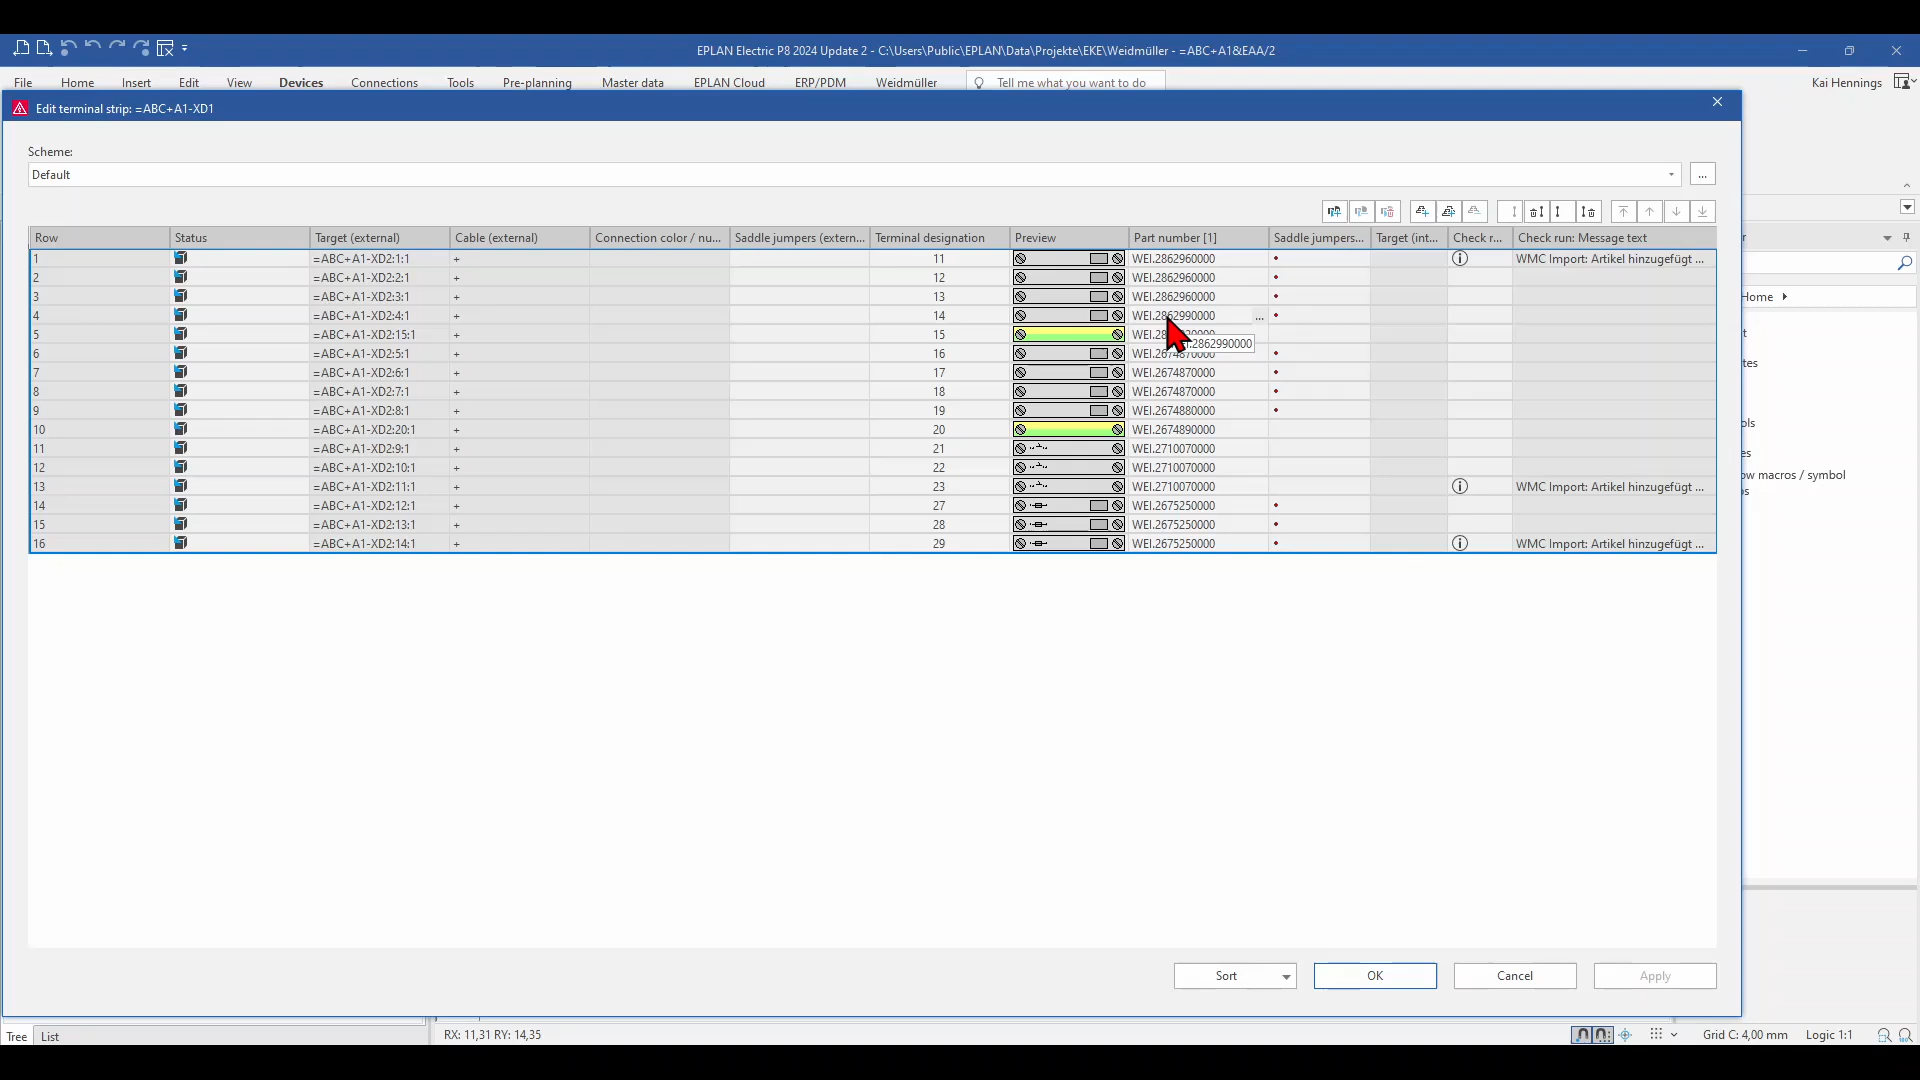 EPLAN Electric P8 2024 Update 2 - C:\Users\Public\EPLAN\Data\Projekte\EKE\Weidmüller - =ABC+A1&EAA/2
File Home Insert Edit View Devices Connections Tools Pre-planning Master data EPLAN Cloud ERP/PDM Weidmüller Tell me what you want to do Kai Hennings
Edit terminal strip: =ABC+A1-XD1
Scheme:
Default
...
Row Status Target (external) Cable (external) Connection color / nu... Saddle jumpers (extern... Terminal designation Preview Part number [1] Saddle jumpers... Target (int... Check r... Check run: Message text
1 =ABC+A1-XD2:1:1 + 11 WEI.2862960000 WMC Import: Artikel hinzugefügt ...
2 =ABC+A1-XD2:2:1 + 12 WEI.2862960000
3 =ABC+A1-XD2:3:1 + 13 WEI.2862960000
4 =ABC+A1-XD2:4:1 + 14 WEI.2862990000 ...
5 =ABC+A1-XD2:15:1 + 15
6 =ABC+A1-XD2:5:1 + 16 WEI.2674870000
7 =ABC+A1-XD2:6:1 + 17 WEI.2674870000
8 =ABC+A1-XD2:7:1 + 18 WEI.2674870000
9 =ABC+A1-XD2:8:1 + 19 WEI.2674880000
10 =ABC+A1-XD2:20:1 + 20 WEI.2674890000
11 =ABC+A1-XD2:9:1 + 21 WEI.2710070000
12 =ABC+A1-XD2:10:1 + 22 WEI.2710070000
13 =ABC+A1-XD2:11:1 + 23 WEI.2710070000 WMC Import: Artikel hinzugefügt ...
14 =ABC+A1-XD2:12:1 + 27 WEI.2675250000
15 =ABC+A1-XD2:13:1 + 28 WEI.2675250000
16 =ABC+A1-XD2:14:1 + 29 WEI.2675250000 WMC Import: Artikel hinzugefügt ...
.2862990000
Home
ow macros / symbol
Sort OK Cancel Apply
Tree List RX: 11,31 RY: 14,35 Grid C: 4,00 mm Logic 1:1